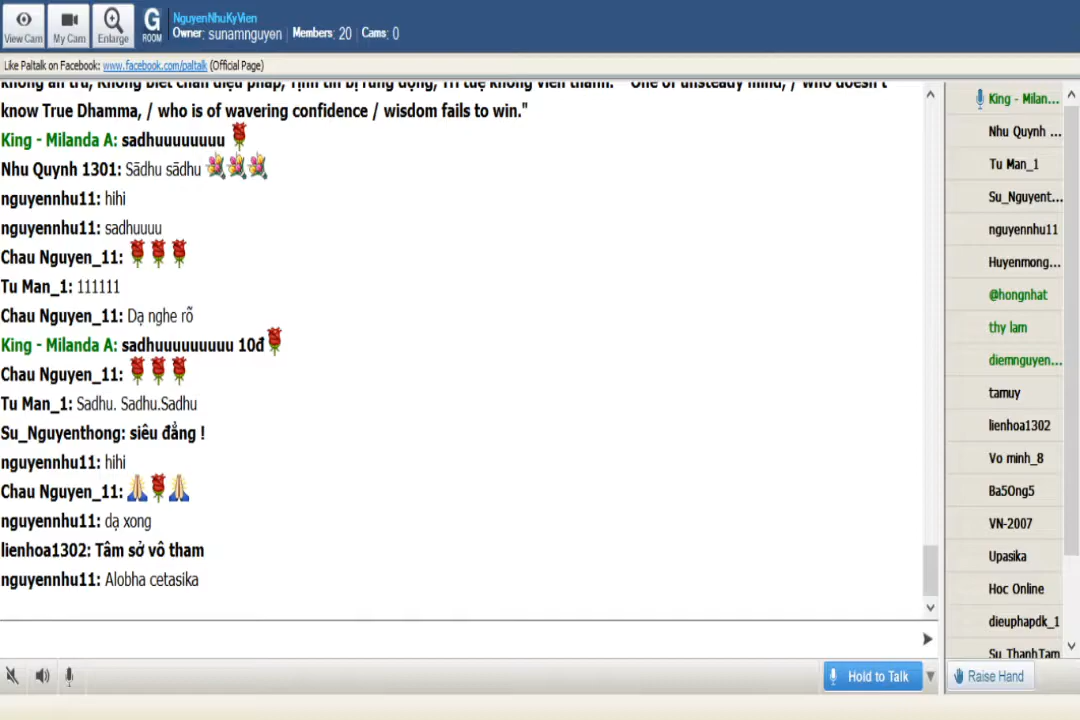 View Cam
My Cam
Enlarge
G
ROOM
NguyenNhuKyVien
Owner: sunamnguyen Members: 20 Cams: 0
Like Paltalk on Facebook: www.facebook.com/paltalk (Official Page)
know True Dhamma, / who is of wavering confidence / wisdom fails to win."
King - Milanda A: sadhuuuuuuuuu
Nhu Quynh 1301: Sādhu sādhu
nguyennhu11: hihi
nguyennhu11: sadhuuuu
Chau Nguyen_11:
Tu Man_1: 111111
Chau Nguyen_11: Dạ nghe rõ
King - Milanda A: sadhuuuuuuuuu 10đ
Chau Nguyen_11:
Tu Man_1: Sadhu. Sadhu.Sadhu
Su_Nguyenthong: siêu đẳng !
nguyennhu11: hihi
Chau Nguyen_11:
nguyennhu11: dạ xong
lienhoa1302: Tâm sở vô tham
nguyennhu11: Alobha cetasika
King - Milan...
Nhu Quynh ...
Tu Man_1
Su_Nguyent...
nguyennhu11
Huyenmong...
@hongnhat
thy lam
diemnguyen...
tamuy
lienhoa1302
Vo minh_8
Ba5Ong5
VN-2007
Upasika
Hoc Online
dieuphapdk_1
Su_ThanhTam
Hold to Talk
Raise Hand